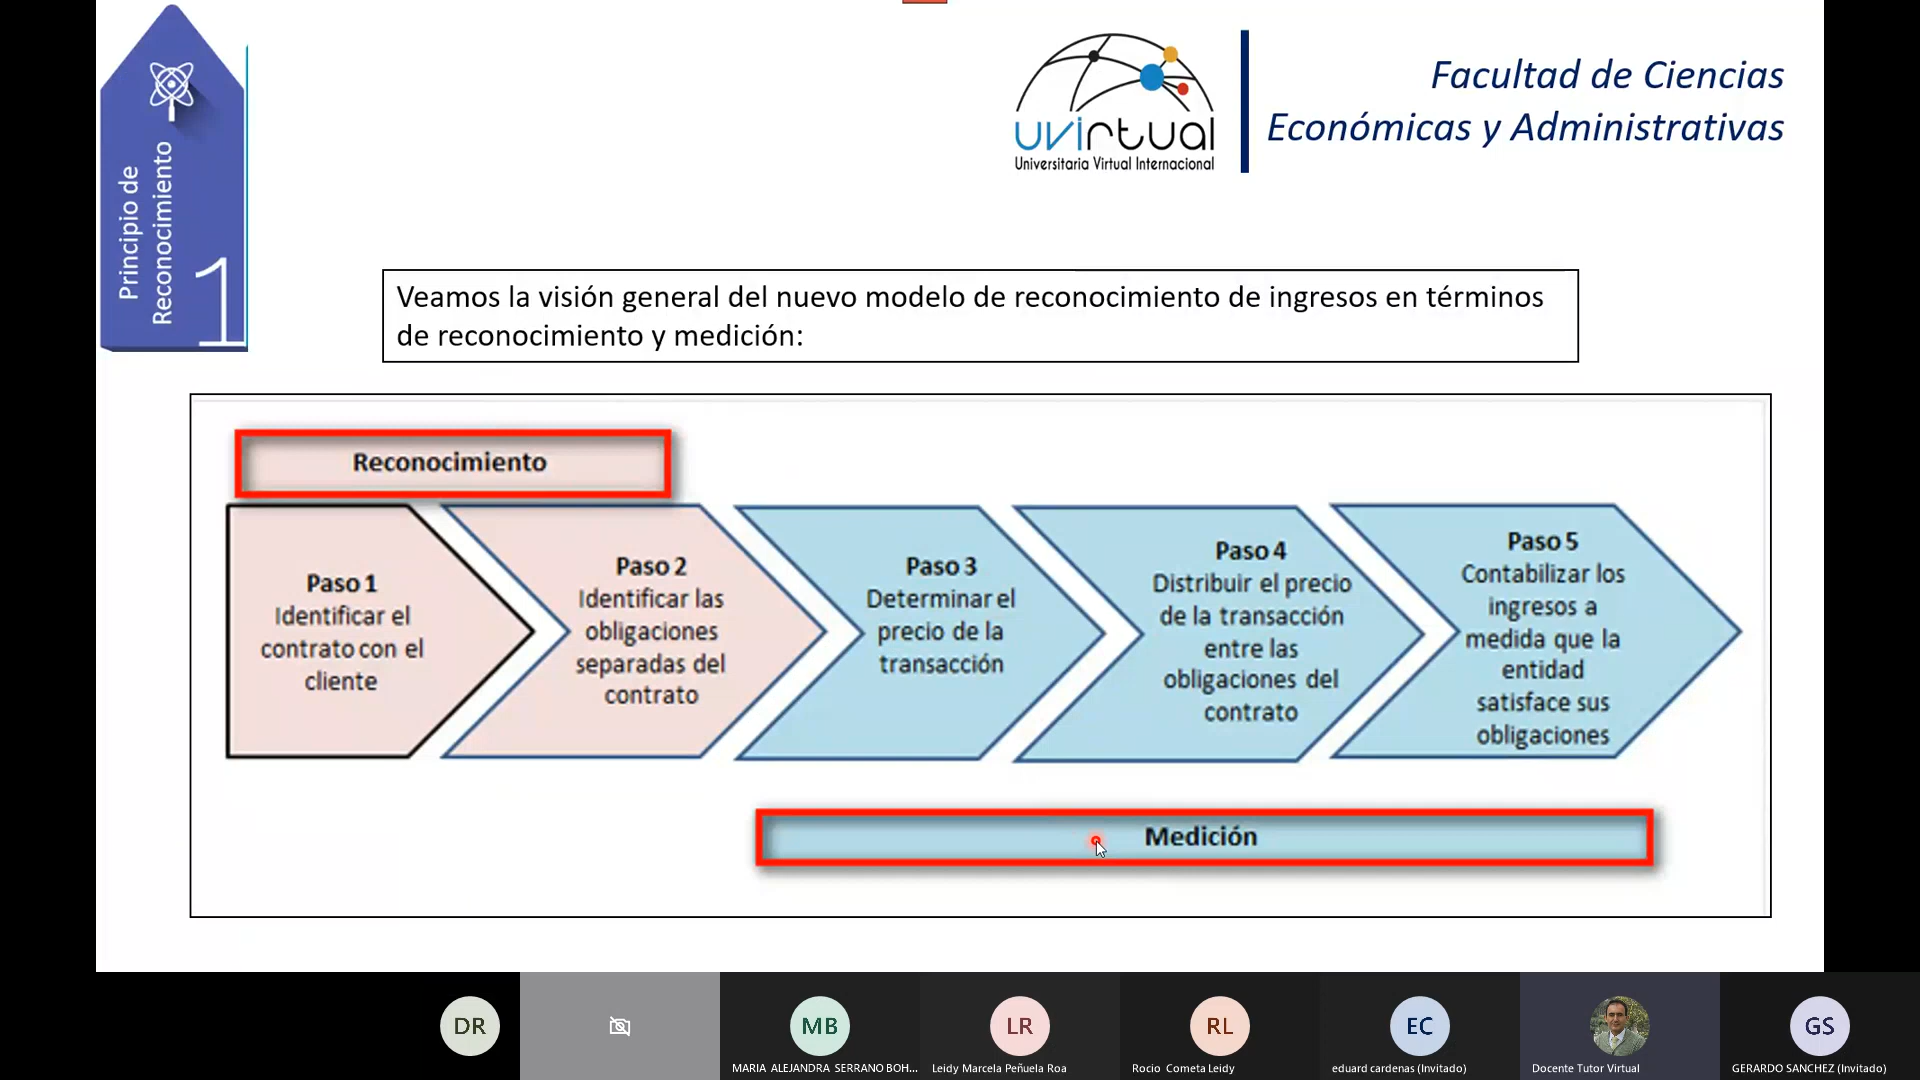 Principio de
Reconocimiento
1
uvirtual
Universitaria Virtual Internacional
Facultad de Ciencias
Económicas y Administrativas
Veamos la visión general del nuevo modelo de reconocimiento de ingresos en términos
de reconocimiento y medición:
Reconocimiento
Paso 1
Identificar el
contrato con el
cliente
Paso 2
Identificar las
obligaciones
separadas del
contrato
Paso 3
Determinar el
precio de la
transacción
Paso 4
Distribuir el precio
de la transacción
entre las
obligaciones del
contrato
Paso 5
Contabilizar los
ingresos a
medida que la
entidad
satisface sus
obligaciones
Medición
DR
MB
LR
RL
EC
GS
MARIA ALEJANDRA SERRANO BOH...
Leidy Marcela Peñuela Roa
Rocio Cometa Leidy
eduard cardenas (Invitado)
Docente Tutor Virtual
GERARDO SANCHEZ (Invitado)